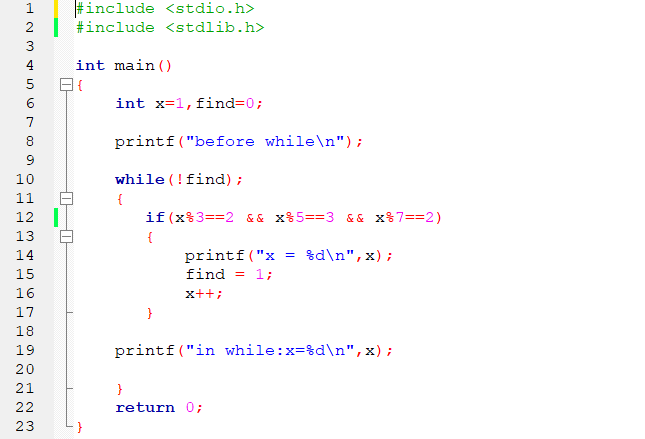 1 #include <stdio.h>
2 #include <stdlib.h>
3
4 int main()
5 {
6 int x=1,find=0;
7
8 printf("before while\n");
9
10 while(!find);
11 {
12 if(x%3==2 && x%5==3 && x%7==2)
13 {
14 printf("x = %d\n",x);
15 find = 1;
16 x++;
17 }
18
19 printf("in while:x=%d\n",x);
20
21 }
22 return 0;
23 }